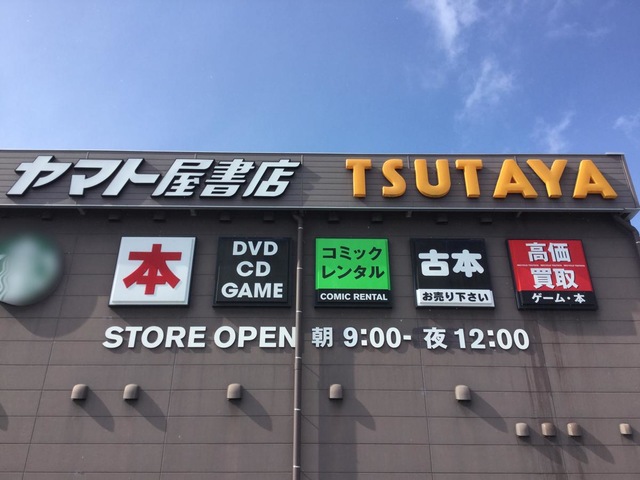 ヤマト屋書店 TSUTAYA
本
DVD
CD
GAME
コミック
レンタル
COMIC RENTAL
古本
お売り下さい
高価
買取
ゲーム・本
STORE OPEN 朝 9:00- 夜 12:00